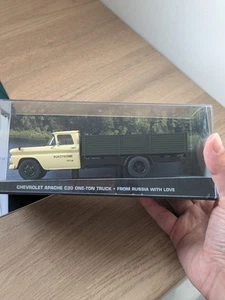 CHEVROLET APACHE C30 ONE-TON TRUCK • FROM RUSSIA WITH LOVE